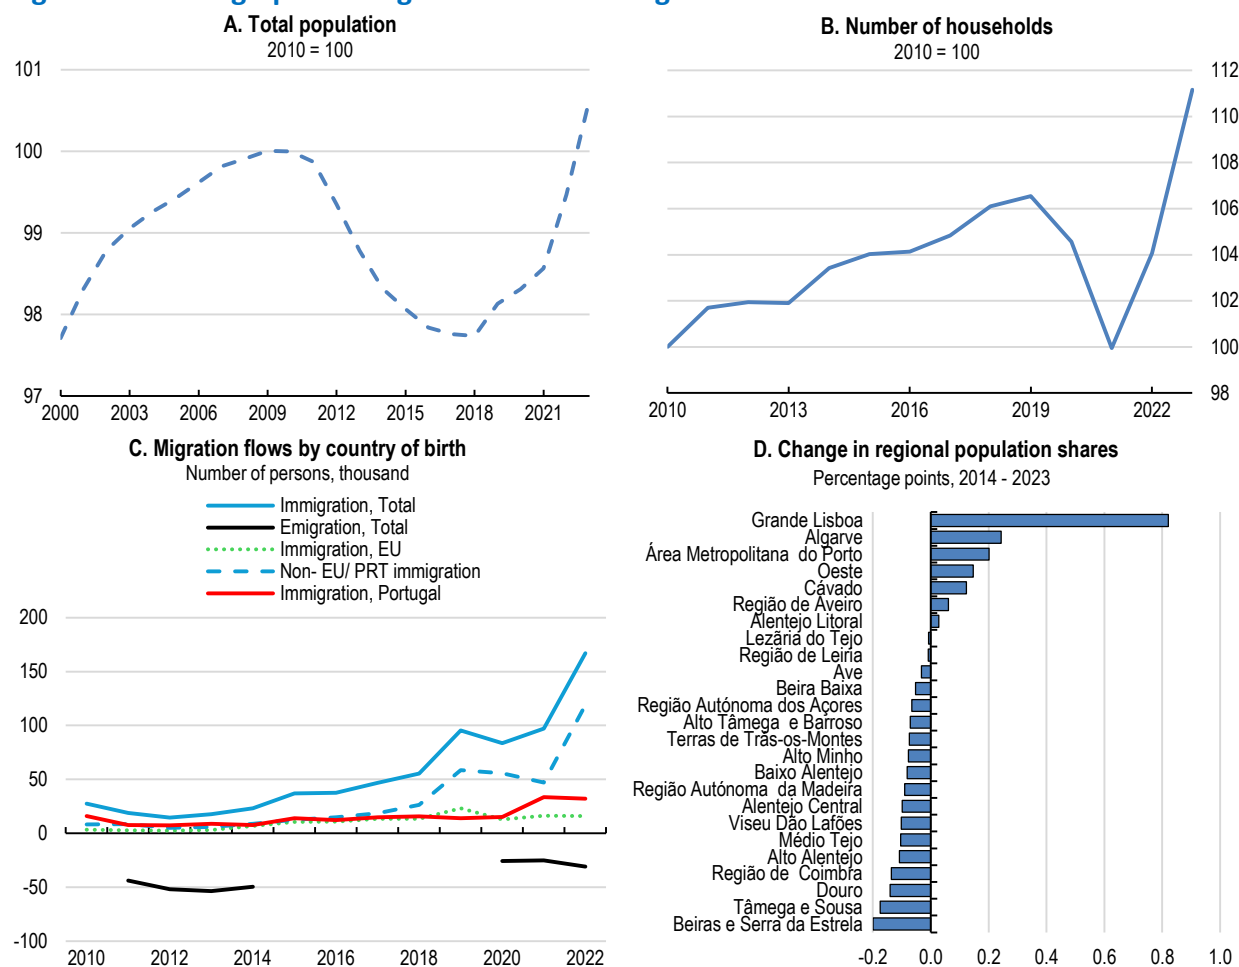 A. Total population
2010 = 100
101
100
99
98
97
2000 2003 2006 2009 2012 2015 2018 2021
B. Number of households
2010 = 100
112
110
108
106
104
102
100
98
2010 2013 2016 2019 2022
C. Migration flows by country of birth
Number of persons, thousand
Immigration, Total
Emigration, Total
Immigration, EU
Non- EU/ PRT immigration
Immigration, Portugal
200
150
100
50
0
-50
-100
2010 2012 2014 2016 2018 2020 2022
D. Change in regional population shares
Percentage points, 2014 - 2023
Grande Lisboa
Algarve
Área Metropolitana do Porto
Oeste
Cávado
Região de Aveiro
Alentejo Litoral
Lezãria do Tejo
Região de Leiria
Ave
Beira Baixa
Região Autónoma dos Açores
Alto Tâmega e Barroso
Terras de Trás-os-Montes
Alto Minho
Baixo Alentejo
Região Autónoma da Madeira
Alentejo Central
Viseu Dão Lafões
Médio Tejo
Alto Alentejo
Região de Coimbra
Douro
Tâmega e Sousa
Beiras e Serra da Estrela
-0.2 0.0 0.2 0.4 0.6 0.8 1.0